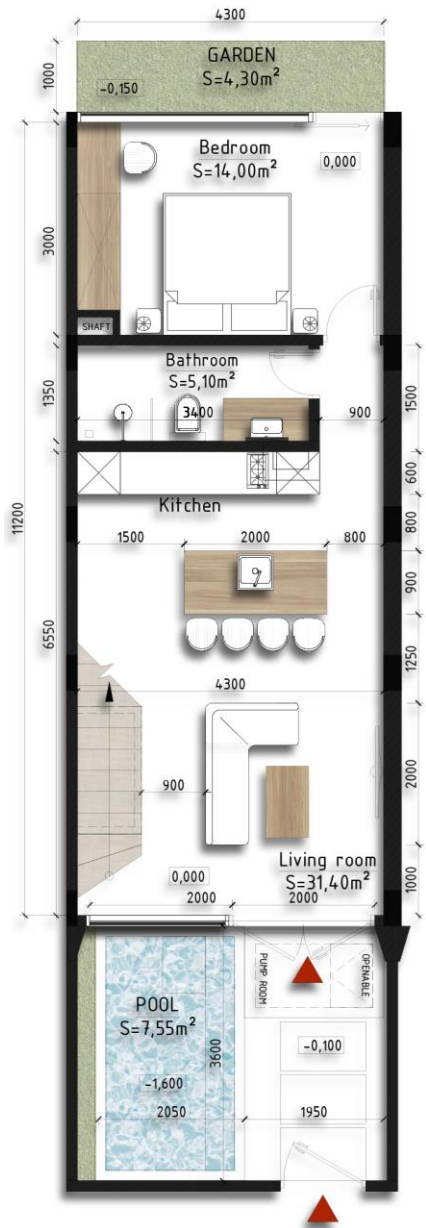 4300
GARDEN
S=4,30m²
1000
-0,150
Bedroom
S=14,00m²
0,000
3000
SHAFT
Bathroom
S=5,10m²
1350
3400
900
1500
Kitchen
600
800
1500
2000
800
900
11200
6550
1250
4300
900
2000
Living room
S=31,40m²
0,000
2000
2000
1000
PUMP ROOM
OPENABLE
POOL
S=7,55m²
3600
-0,100
-1,600
2050
1950